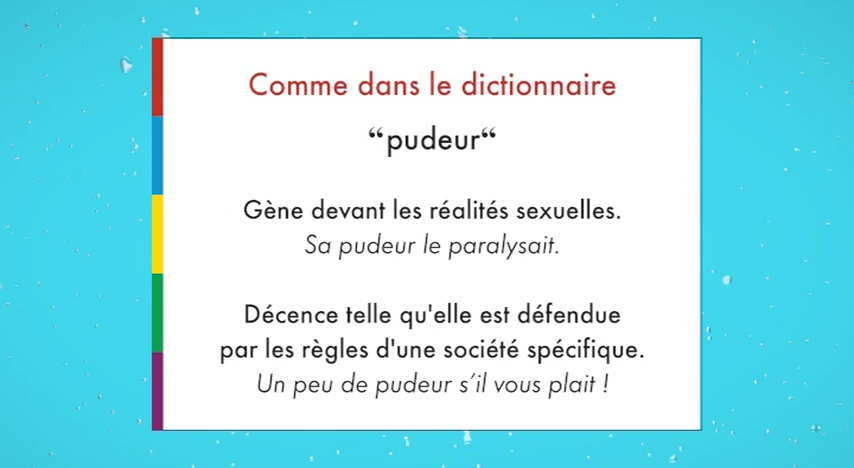 Comme dans le dictionnaire
“pudeur“
Gène devant les réalités sexuelles.
Sa pudeur le paralysait.
Décence telle qu'elle est défendue
par les règles d'une société spécifique.
Un peu de pudeur s’il vous plait !